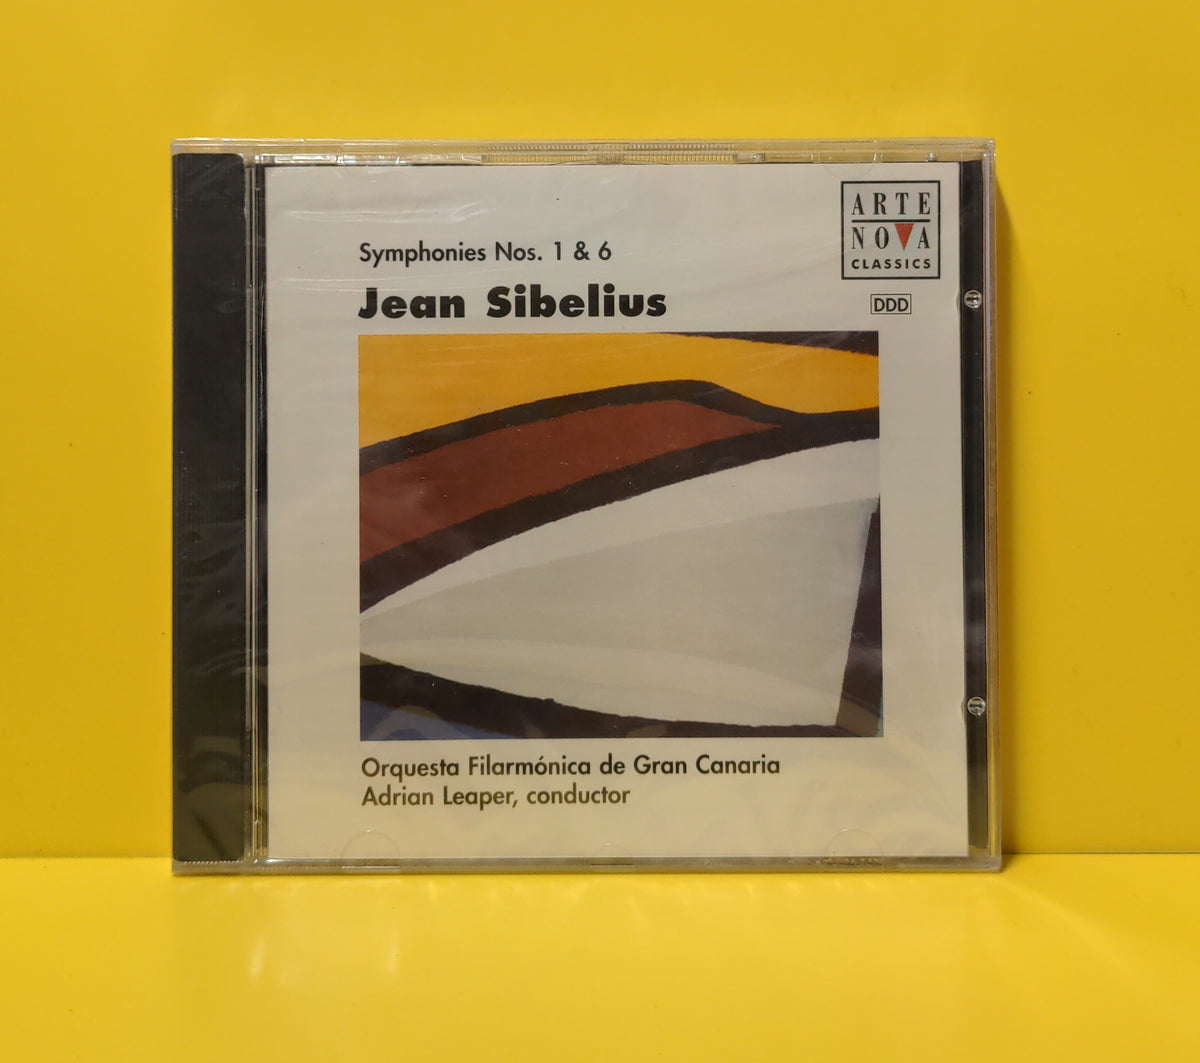 ARTE
NOVA
CLASSICS
Symphonies Nos. 1 & 6
Jean Sibelius
DDD
Orquesta Filarmónica de Gran Canaria
Adrian Leaper, conductor